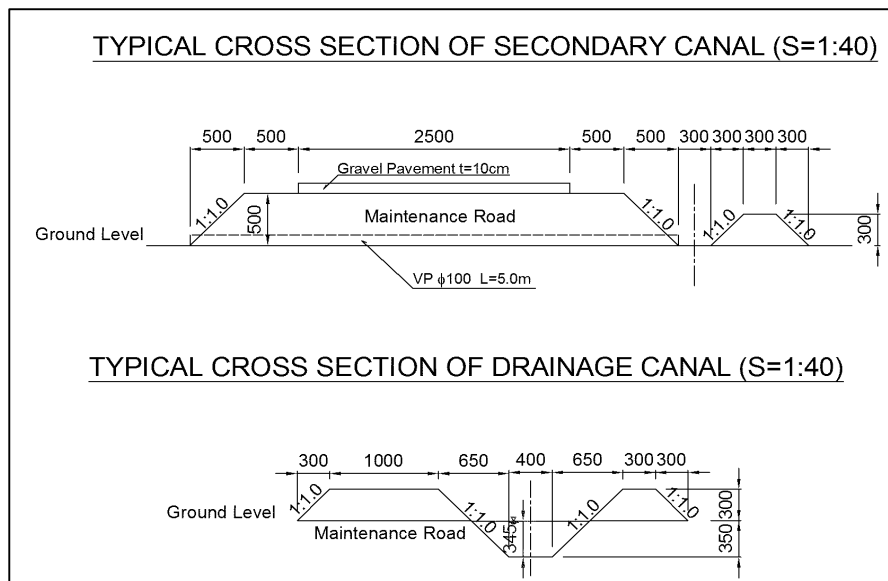 TYPICAL CROSS SECTION OF SECONDARY CANAL (S=1:40)
500 500 2500 500 500 300 300 300 300
Gravel Pavement t=10cm
1:1.0 500 Maintenance Road 1:1.0 1:1.0 1:1.0 300
Ground Level
VP ϕ100 L=5.0m
TYPICAL CROSS SECTION OF DRAINAGE CANAL (S=1:40)
300 1000 650 400 650 300 300
1:1.0 1:1.0 1:1.0 1:1.0 300
Ground Level
Maintenance Road 345 350